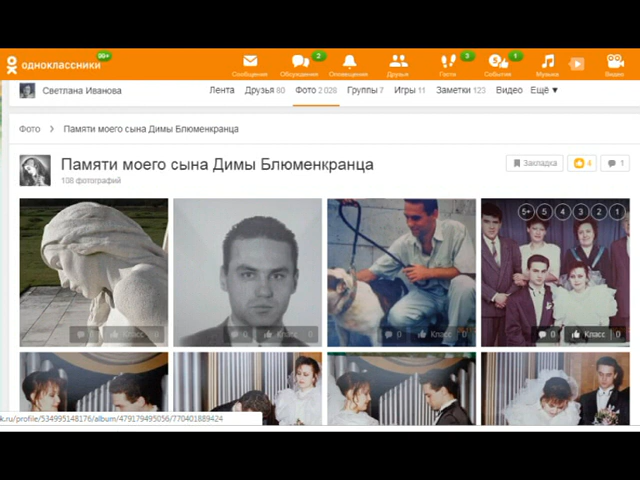 одноклассники 99+
Сообщения
Обсуждения 2
Оповещения
Друзья
Гости 3
События 1
Музыка
Видео
Светлана Иванова
Лента Друзья 80 Фото 2 028 Группы 7 Игры 11 Заметки 123 Видео Ещё ▼
Фото > Памяти моего сына Димы Блюменкранца
Памяти моего сына Димы Блюменкранца
108 фотографий
Закладка 4 1
5+ 5 4 3 2 1
Класс 0
0 Класс 0
0 Класс 0
0 Класс 0
k.ru/profile/534995148176/album/479179495056/770401889424